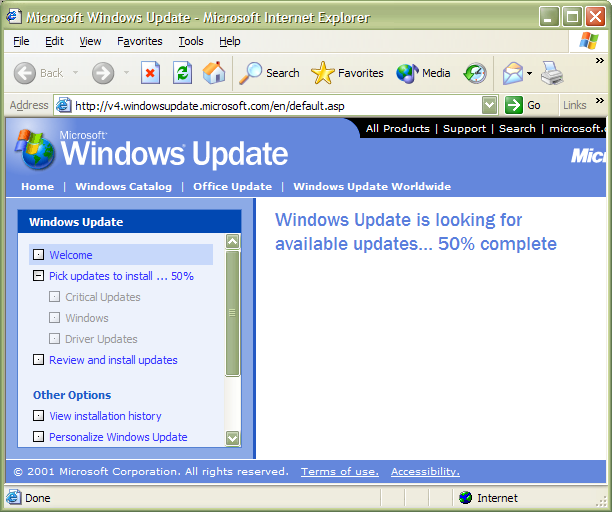 Microsoft Windows Update - Microsoft Internet Explorer
File Edit View Favorites Tools Help
Back Search Favorites Media
Address http://v4.windowsupdate.microsoft.com/en/default.asp Go Links
All Products | Support | Search | microsoft.c
Microsoft
Windows Update
Mic
Home | Windows Catalog | Office Update | Windows Update Worldwide
Windows Update
Welcome
Pick updates to install ... 50%
Critical Updates
Windows
Driver Updates
Review and install updates
Other Options
View installation history
Personalize Windows Update
Windows Update is looking for
available updates... 50% complete
© 2001 Microsoft Corporation. All rights reserved. Terms of use. Accessibility.
Done Internet